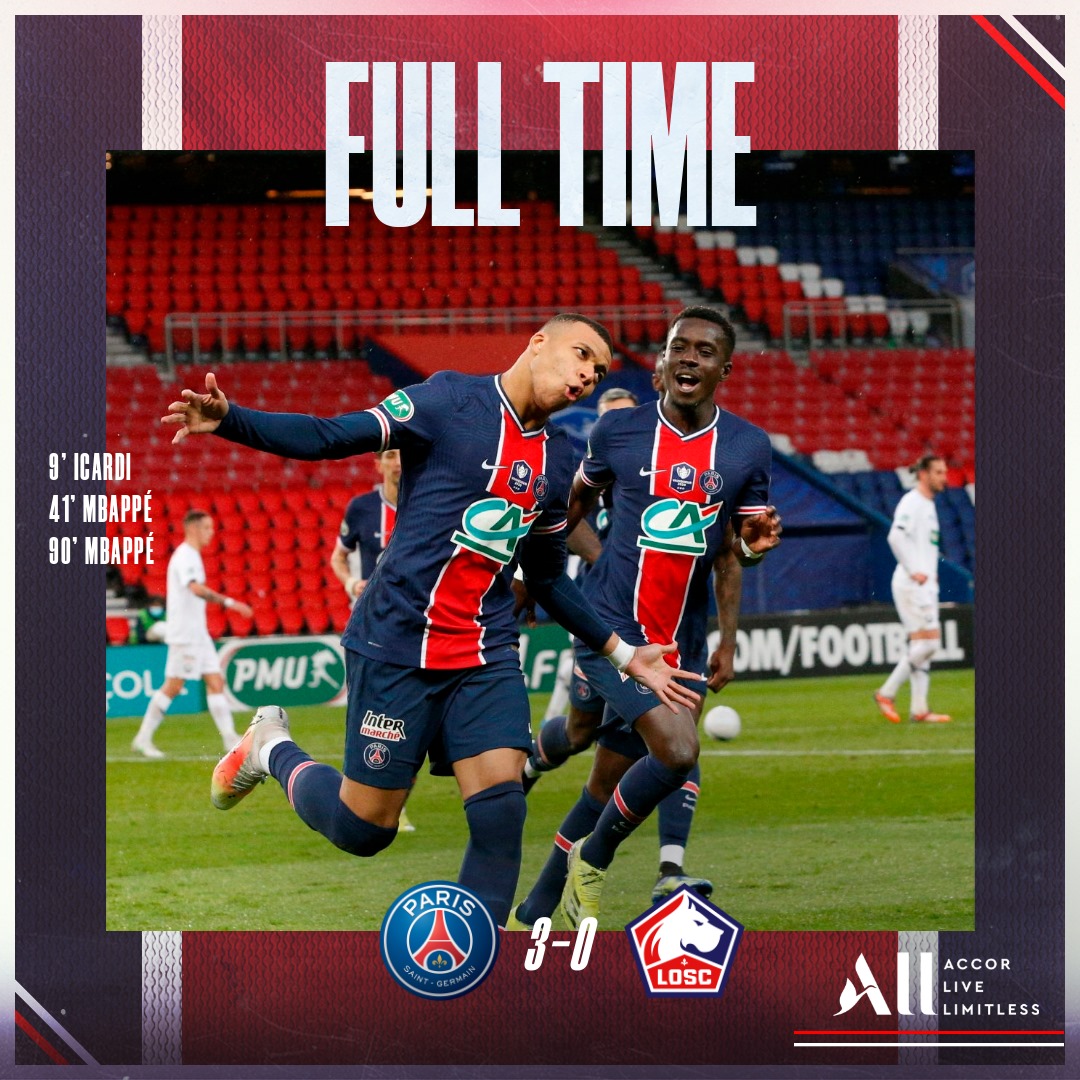 FULL TIME
9’ ICARDI
41’ MBAPPÉ
90’ MBAPPÉ
PMU
OM/FOOTBALL
Inter
marché
PARIS
SAINT-GERMAIN
3-0
LOSC
ALL
ACCOR
LIVE
LIMITLESS